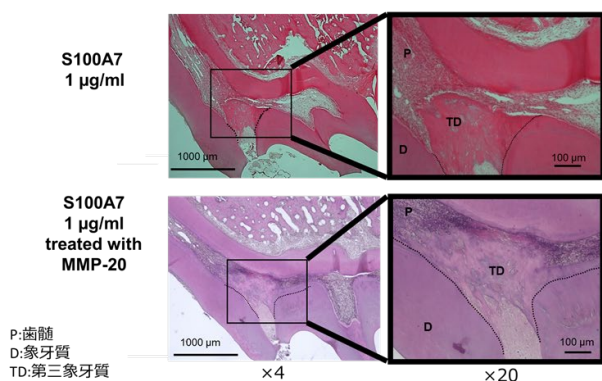 S100A7
1 μg/ml
P
TD
D
1000 μm
100 μm
S100A7
1 μg/ml
treated with
MMP-20
P
TD
D
1000 μm
100 μm
P:歯髄
D:象牙質
TD:第三象牙質
×4
×20